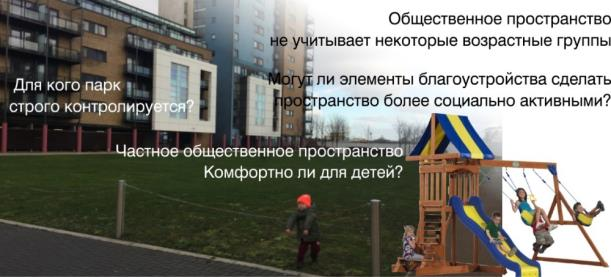 Общественное пространство
не учитывает некоторые возрастные группы
Могут ли элементы благоустройства сделать
пространство более социально активными?
Для кого парк
строго контролируется?
Частное общественное пространство
Комфортно ли для детей?